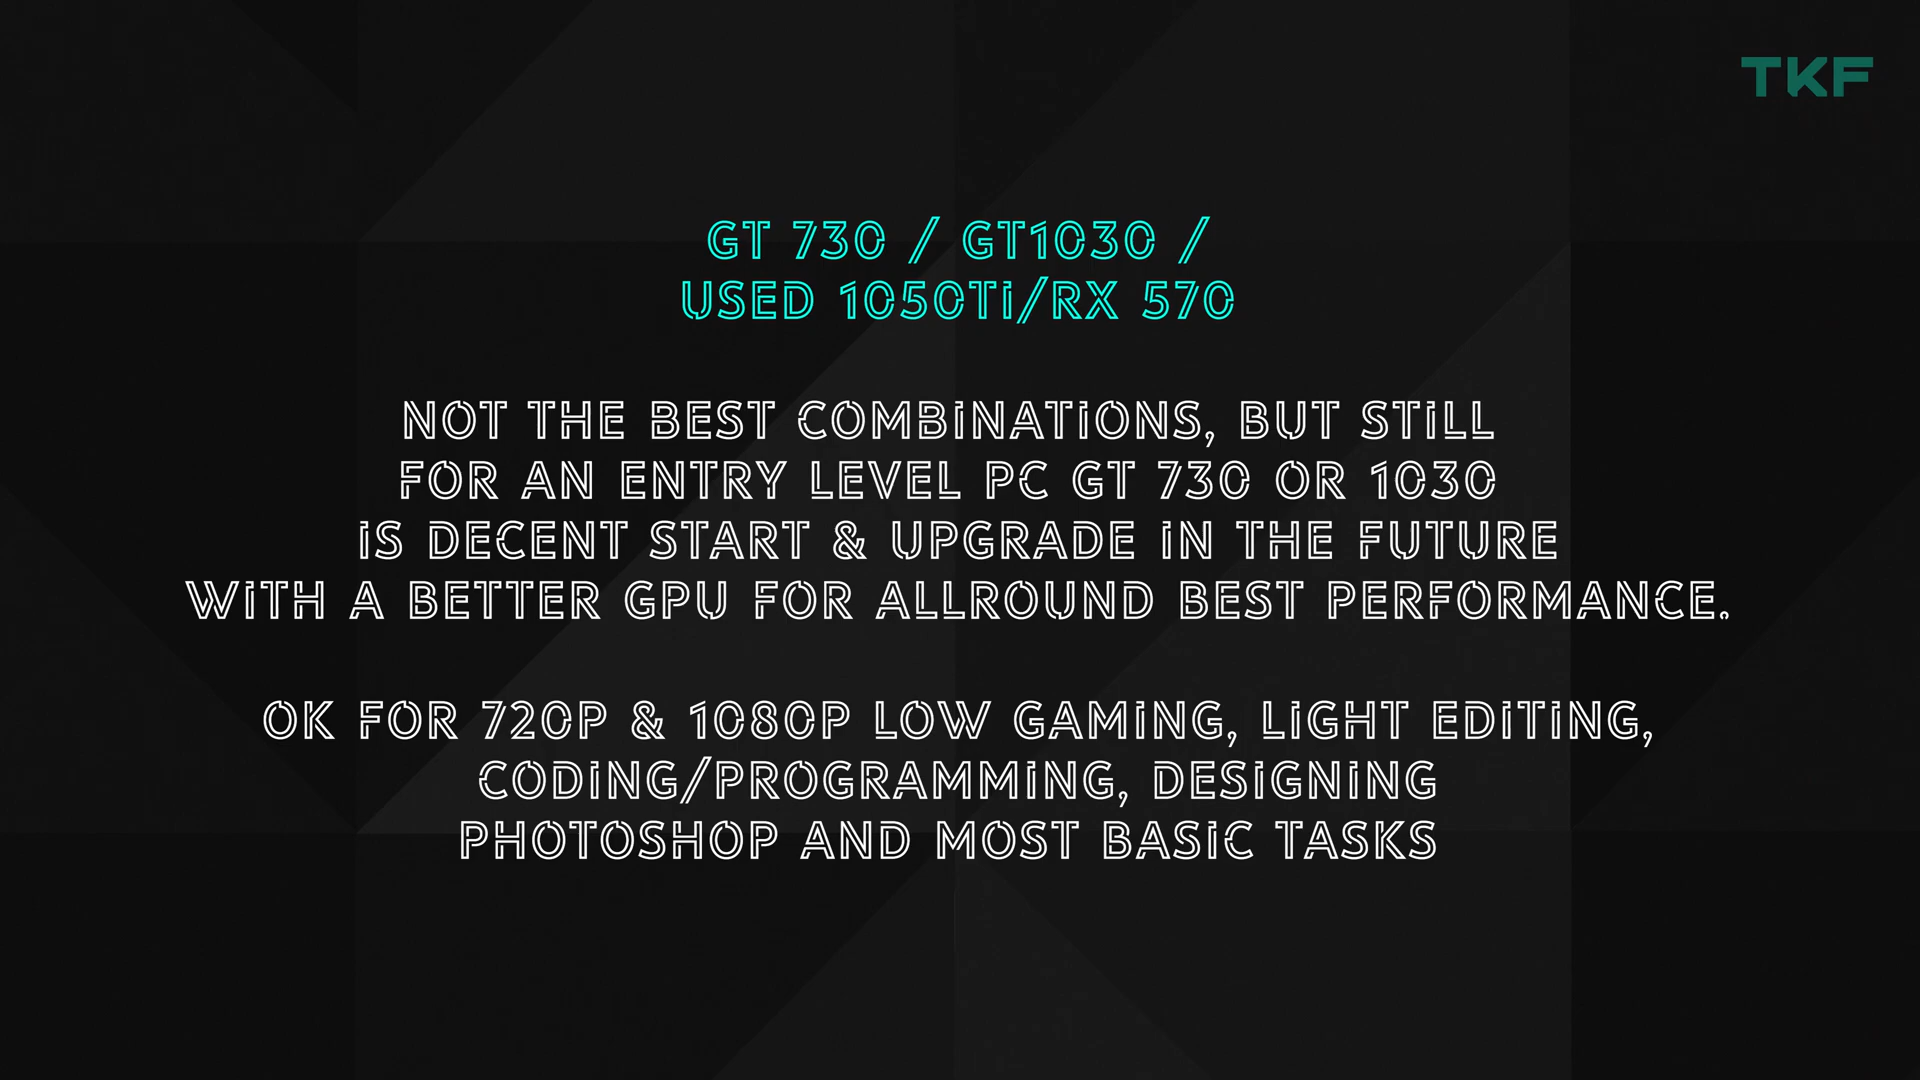 TKF
GT 730 / GT1030 /
USED 1050Ti/RX 570
NOT THE BEST COMBiNATiONS, BUT STiLL
FOR AN ENTRY LEVEL PC GT 730 OR 1030
iS DECENT START & UPGRADE iN THE FUTURE
WiTH A BETTER GPU FOR ALLROUND BEST PERFORMANCE.
OK FOR 720P & 1080P LOW GAMiNG, LiGHT EDiTiNG,
CODiNG/PROGRAMMiNG, DESiGNiNG
PHOTOSHOP AND MOST BASiC TASKS